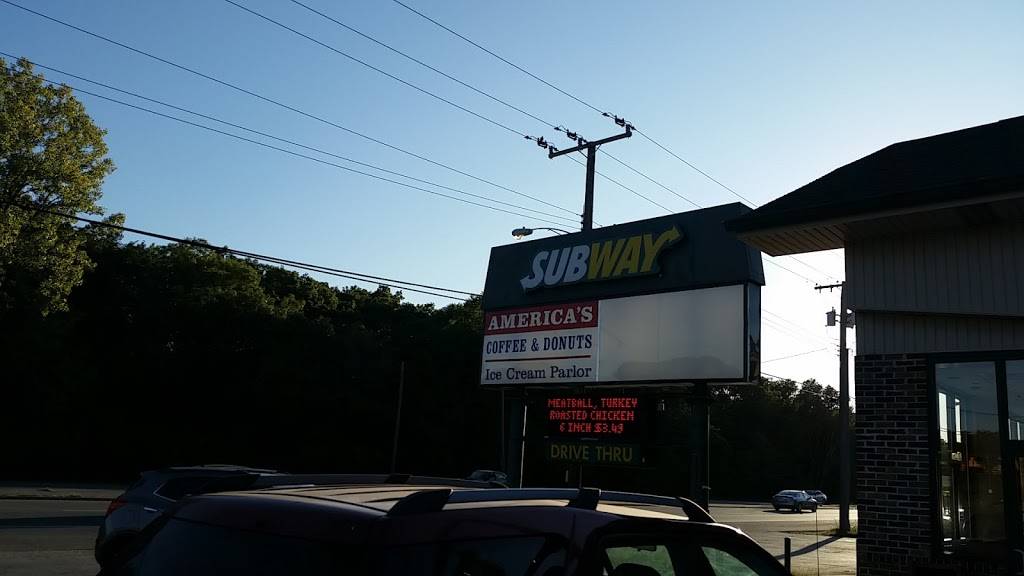 SUBWAY
AMERICA'S
COFFEE & DONUTS
Ice Cream Parlor
MEATBALL, TURKEY
ROASTED CHICKEN
6 INCH $3.49
DRIVE THRU